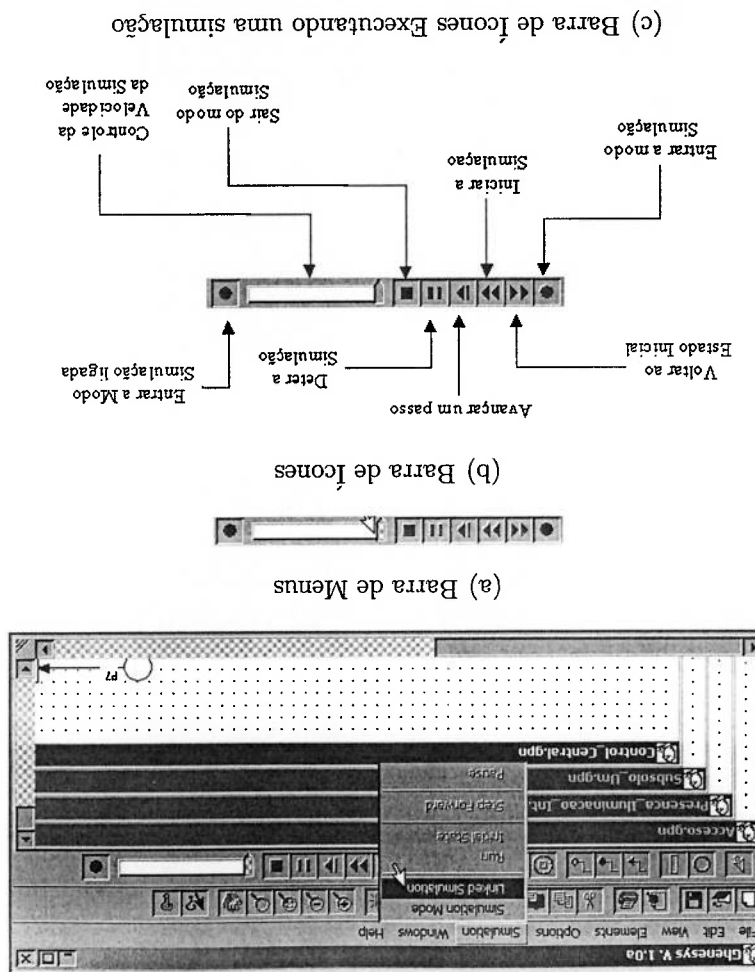 Ghenesys V. 1.0a
File Edit View Elements Options Simulation Windows Help
Simulation Mode
Linked Simulation
Run
Initial State
Step Forward
Pause
Acceso.gpn
Presenca_Iluminacao_Int.
Subsolo_Um.gpn
Control_Central.gpn
P7
(a) Barra de Menus
(b) Barra de Ícones
Voltar ao
Estado Inicial
Avançar um passo
Deter a
Simulação
Entrar a Modo
Simulação ligada
Entrar a modo
Simulação
Iniciar a
Simulaçao
Sair do modo
Simulação
Controle da
Velocidade
da Simulação
(c) Barra de Ícones Executando uma simulação